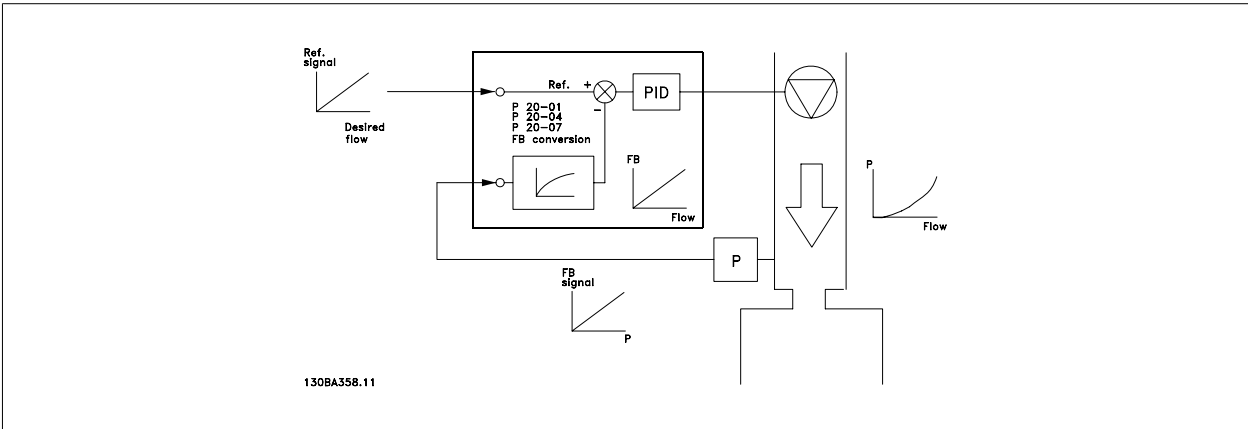 Ref.
signal
Desired
flow
Ref.
+
-
P 20-01
P 20-04
P 20-07
FB conversion
PID
FB
Flow
P
Flow
P
FB
signal
P
130BA358.11